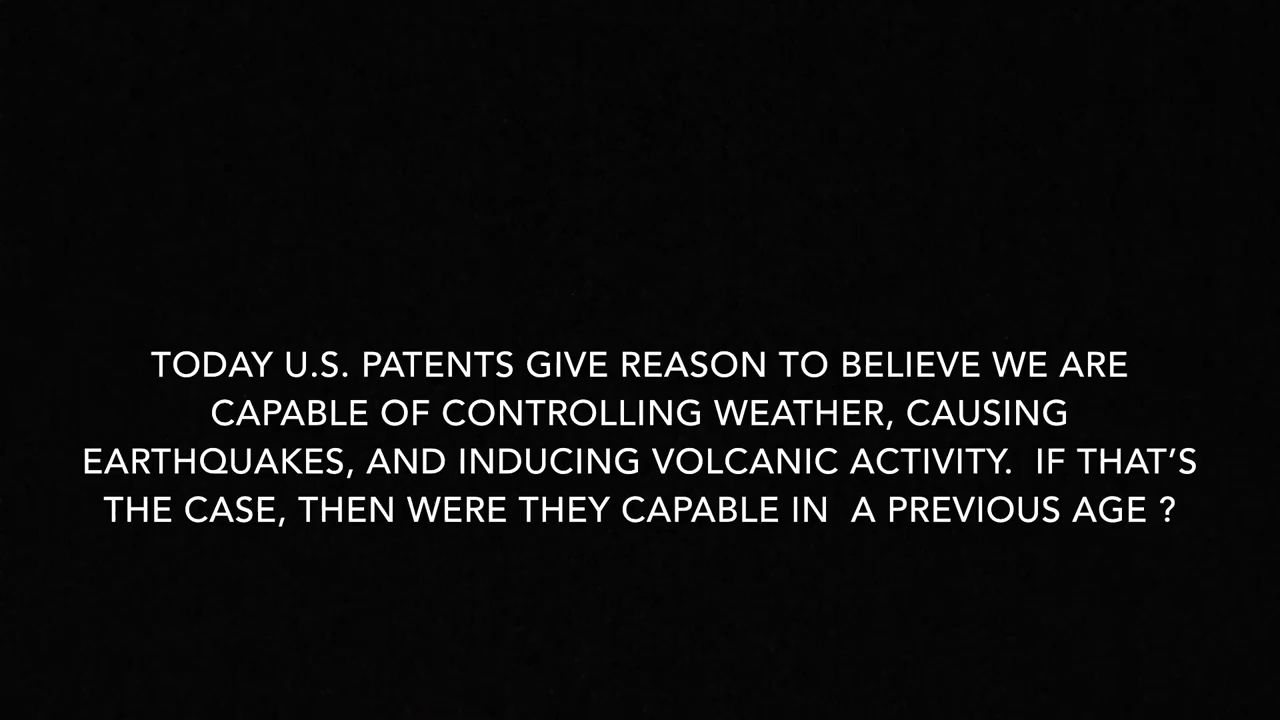 TODAY U.S. PATENTS GIVE REASON TO BELIEVE WE ARE
CAPABLE OF CONTROLLING WEATHER, CAUSING
EARTHQUAKES, AND INDUCING VOLCANIC ACTIVITY.  IF THAT’S
THE CASE, THEN WERE THEY CAPABLE IN  A PREVIOUS AGE ?